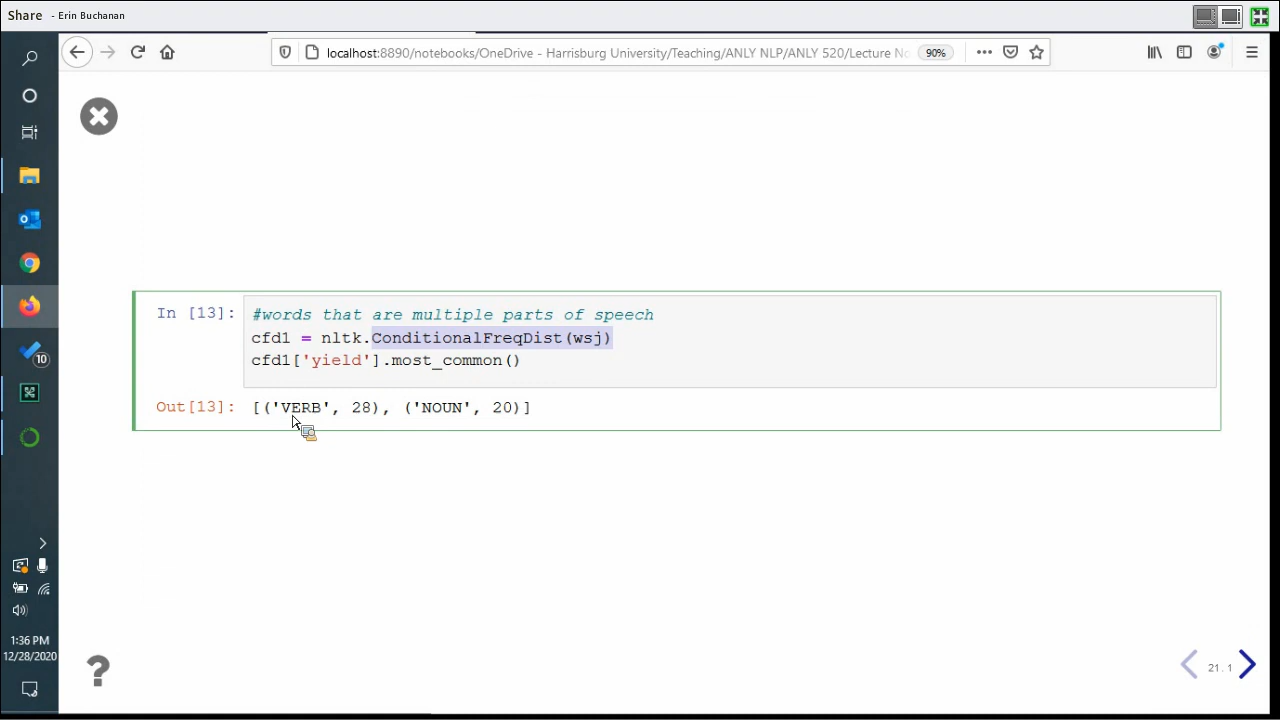 Share - Erin Buchanan
localhost:8890/notebooks/OneDrive - Harrisburg University/Teaching/ANLY NLP/ANLY 520/Lecture No
90%
In [13]:
#words that are multiple parts of speech
cfd1 = nltk.ConditionalFreqDist(wsj)
cfd1['yield'].most_common()
Out[13]: [('VERB', 28), ('NOUN', 20)]
10
1:36 PM
12/28/2020
?
21.1